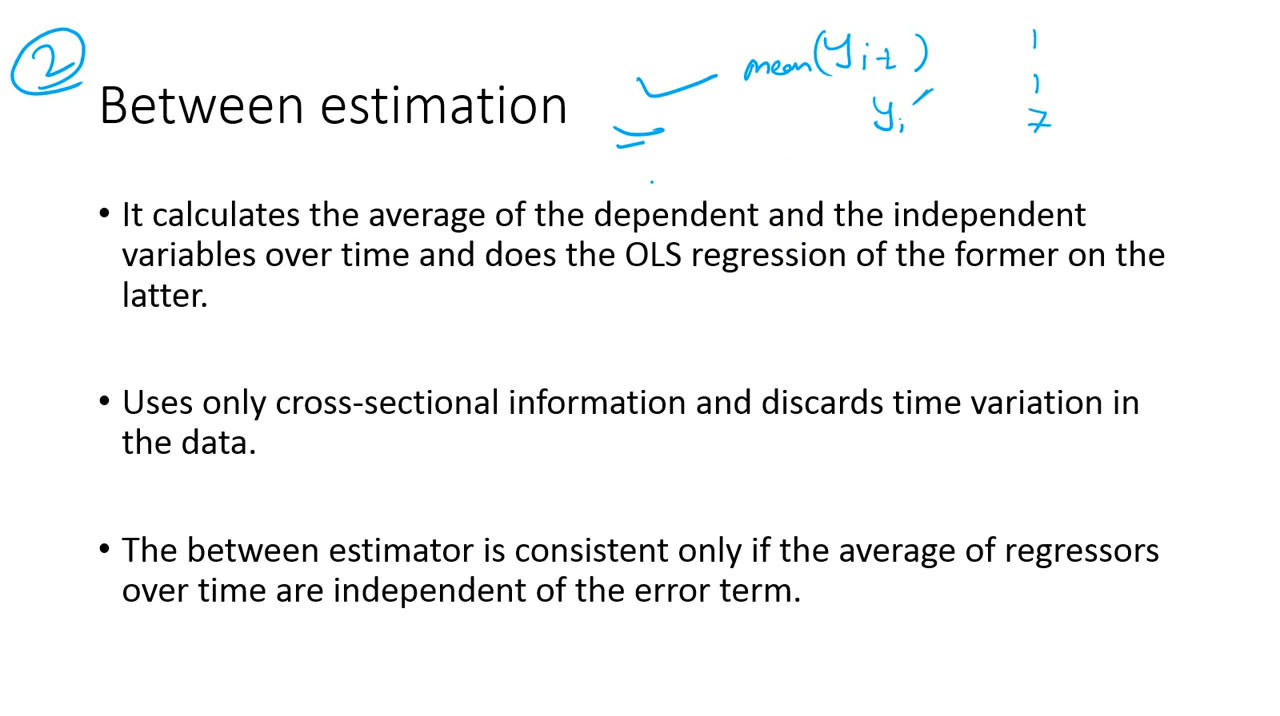 2
mean(yit)
1
Between estimation
1
yi
7
• It calculates the average of the dependent and the independent
variables over time and does the OLS regression of the former on the
latter.
• Uses only cross-sectional information and discards time variation in
the data.
• The between estimator is consistent only if the average of regressors
over time are independent of the error term.